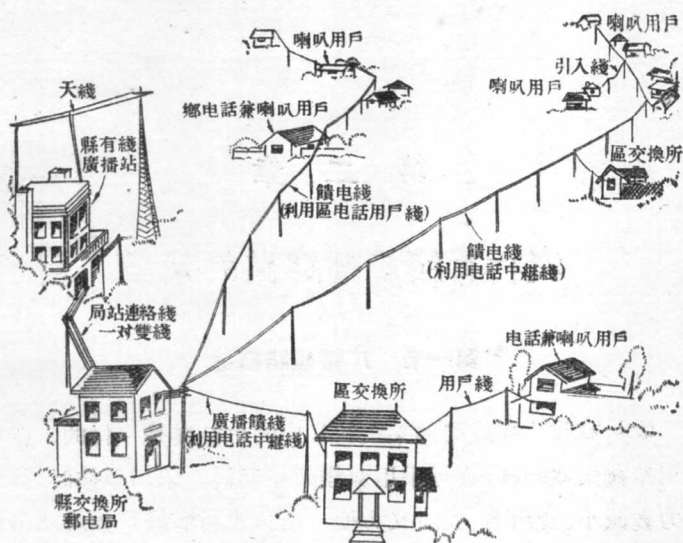 喇叭用戶
喇叭用戶
引入綫
喇叭用戶
天綫
鄉电話兼喇叭用戶
縣有綫
廣播站
區交換所
饋电綫
(利用區电話用戶綫)
饋电綫
(利用电話中継綫)
局站連絡綫
一对雙綫
电話兼喇叭用戶
區交換所
用戶綫
廣播饋綫
(利用电話中継綫)
縣交換所
郵电局